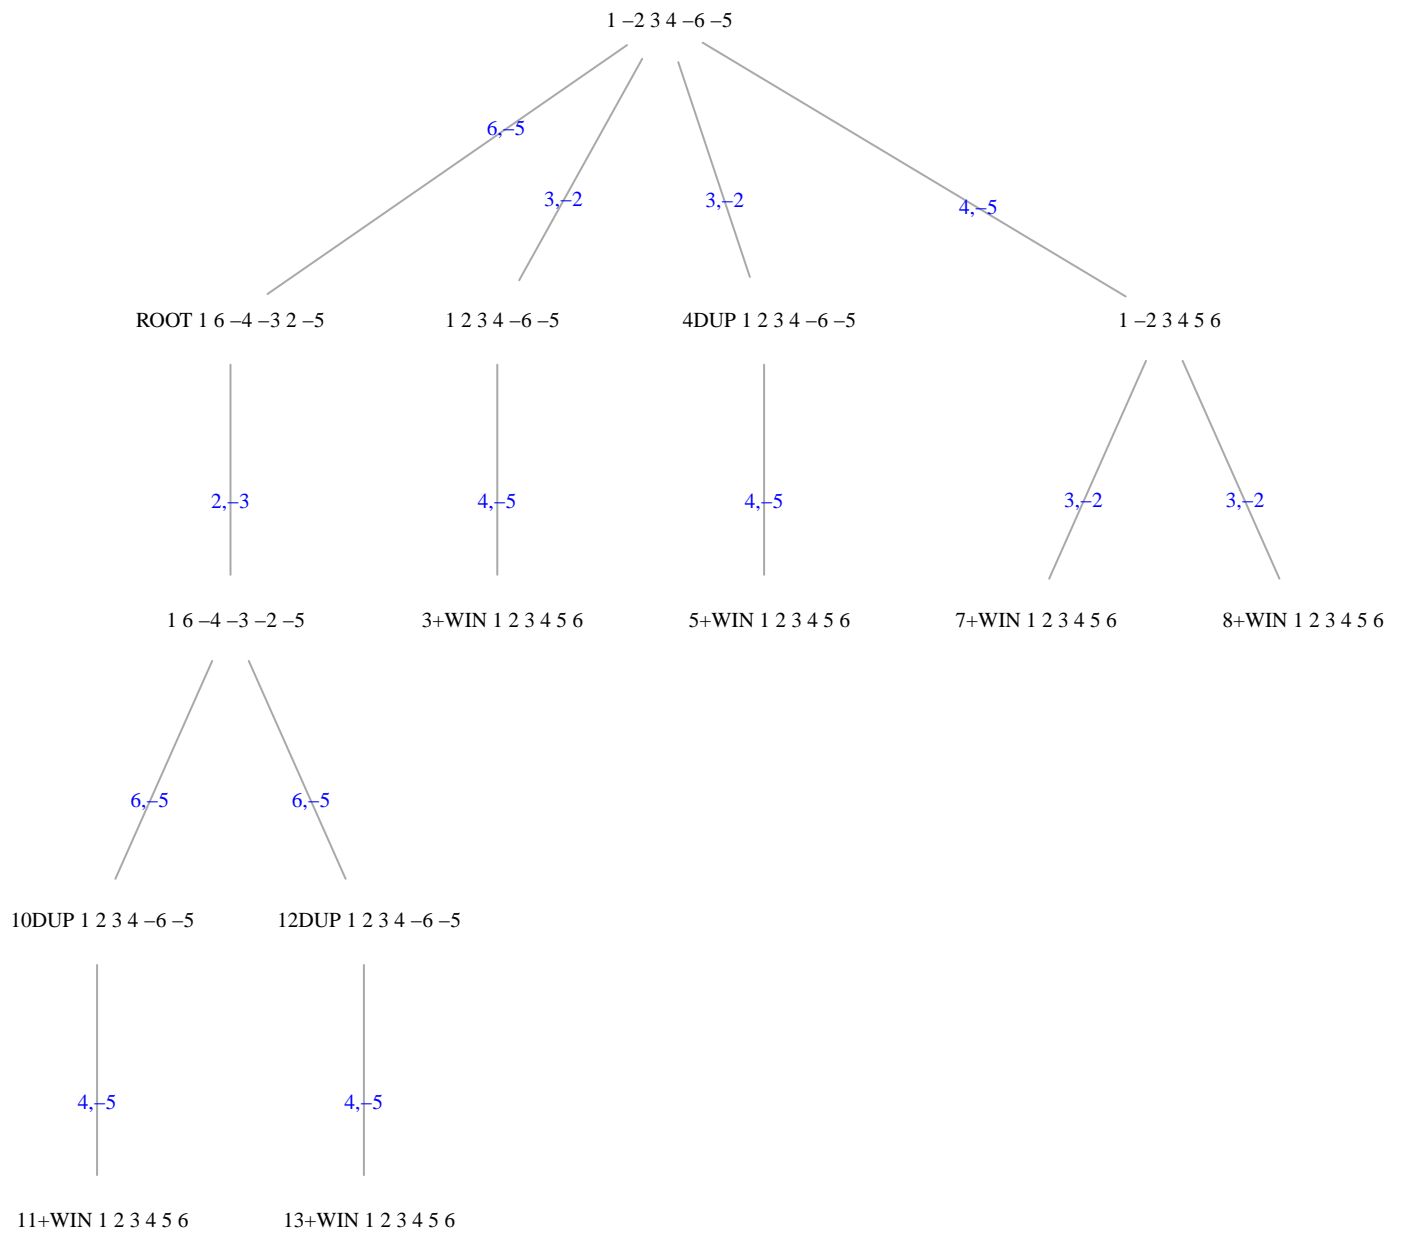 1 −2 3 4 −6 −5
6,−5
3,−2
3,−2
4,−5
ROOT 1 6 −4 −3 2 −5
1 2 3 4 −6 −5
4DUP 1 2 3 4 −6 −5
1 −2 3 4 5 6
2,−3
4,−5
4,−5
3,−2
3,−2
1 6 −4 −3 −2 −5
3+WIN 1 2 3 4 5 6
5+WIN 1 2 3 4 5 6
7+WIN 1 2 3 4 5 6
8+WIN 1 2 3 4 5 6
6,−5
6,−5
10DUP 1 2 3 4 −6 −5
12DUP 1 2 3 4 −6 −5
4,−5
4,−5
11+WIN 1 2 3 4 5 6
13+WIN 1 2 3 4 5 6